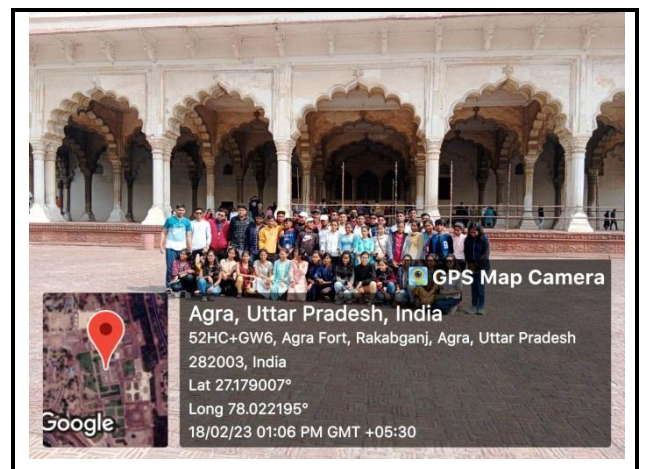 GPS Map Camera
Agra, Uttar Pradesh, India
52HC+GW6, Agra Fort, Rakabganj, Agra, Uttar Pradesh
282003, India
Lat 27.179007°
Long 78.022195°
18/02/23 01:06 PM GMT +05:30
Google